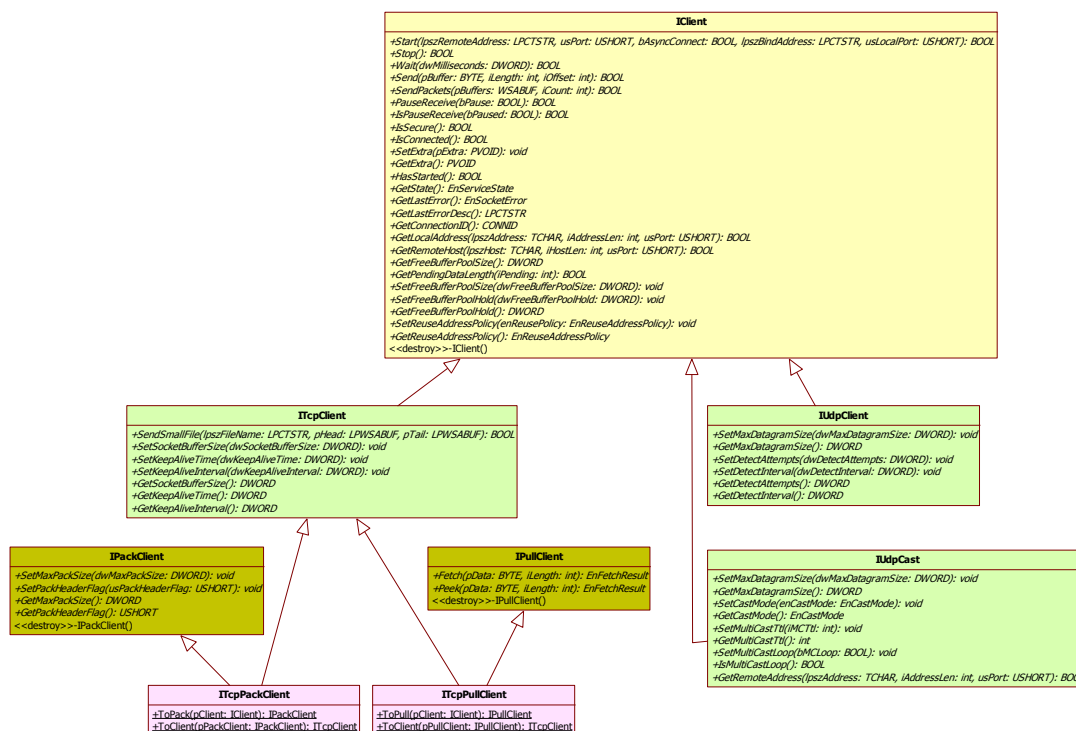 IClient
+Start(lpszRemoteAddress: LPCTSTR, usPort: USHORT, bAsyncConnect: BOOL, lpszBindAddress: LPCTSTR, usLocalPort: USHORT): BOOL
+Stop(): BOOL
+Wait(dwMilliseconds: DWORD): BOOL
+Send(pBuffer: BYTE, iLength: int, iOffset: int): BOOL
+SendPackets(pBuffers: WSABUF, iCount: int): BOOL
+PauseReceive(bPause: BOOL): BOOL
+IsPauseReceive(bPaused: BOOL): BOOL
+IsSecure(): BOOL
+IsConnected(): BOOL
+SetExtra(pExtra: PVOID): void
+GetExtra(): PVOID
+HasStarted(): BOOL
+GetState(): EnServiceState
+GetLastError(): EnSocketError
+GetLastErrorDesc(): LPCTSTR
+GetConnectionID(): CONNID
+GetLocalAddress(lpszAddress: TCHAR, iAddressLen: int, usPort: USHORT): BOOL
+GetRemoteHost(lpszHost: TCHAR, iHostLen: int, usPort: USHORT): BOOL
+GetFreeBufferPoolSize(): DWORD
+GetPendingDataLength(iPending: int): BOOL
+SetFreeBufferPoolSize(dwFreeBufferPoolSize: DWORD): void
+SetFreeBufferPoolHold(dwFreeBufferPoolHold: DWORD): void
+GetFreeBufferPoolHold(): DWORD
+SetReuseAddressPolicy(enReusePolicy: EnReuseAddressPolicy): void
+GetReuseAddressPolicy(): EnReuseAddressPolicy
<<destroy>>-IClient()
ITcpClient
+SendSmallFile(lpszFileName: LPCTSTR, pHead: LPWSABUF, pTail: LPWSABUF): BOOL
+SetSocketBufferSize(dwSocketBufferSize: DWORD): void
+SetKeepAliveTime(dwKeepAliveTime: DWORD): void
+SetKeepAliveInterval(dwKeepAliveInterval: DWORD): void
+GetSocketBufferSize(): DWORD
+GetKeepAliveTime(): DWORD
+GetKeepAliveInterval(): DWORD
IUdpClient
+SetMaxDatagramSize(dwMaxDatagramSize: DWORD): void
+GetMaxDatagramSize(): DWORD
+SetDetectAttempts(dwDetectAttempts: DWORD): void
+SetDetectInterval(dwDetectInterval: DWORD): void
+GetDetectAttempts(): DWORD
+GetDetectInterval(): DWORD
IPackClient
+SetMaxPackSize(dwMaxPackSize: DWORD): void
+SetPackHeaderFlag(usPackHeaderFlag: USHORT): void
+GetMaxPackSize(): DWORD
+GetPackHeaderFlag(): USHORT
<<destroy>>-IPackClient()
IPullClient
+Fetch(pData: BYTE, iLength: int): EnFetchResult
+Peek(pData: BYTE, iLength: int): EnFetchResult
<<destroy>>-IPullClient()
IUdpCast
+SetMaxDatagramSize(dwMaxDatagramSize: DWORD): void
+GetMaxDatagramSize(): DWORD
+SetCastMode(enCastMode: EnCastMode): void
+GetCastMode(): EnCastMode
+SetMultiCastTtl(iMCTtl: int): void
+GetMultiCastTtl(): int
+SetMultiCastLoop(bMCLoop: BOOL): void
+IsMultiCastLoop(): BOOL
+GetRemoteAddress(lpszAddress: TCHAR, iAddressLen: int, usPort: USHORT):
ITcpPackClient
+ToPack(pClient: IClient): IPackClient
+ToClient(pPackClient: IPackClient): ITcpClient
ITcpPullClient
+ToPull(pClient: IClient): IPullClient
+ToClient(pPullClient: IPullClient): ITcpClient